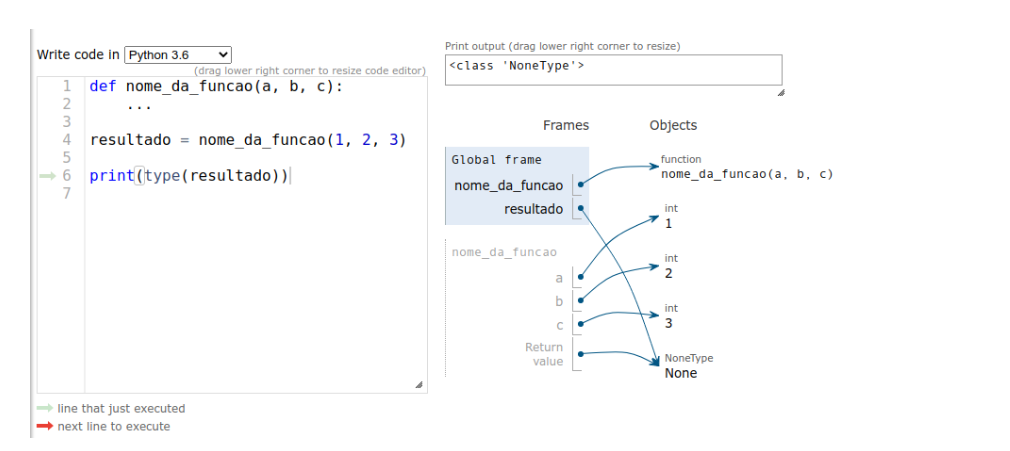 Write code in Python 3.6
(drag lower right corner to resize code editor)
1 def nome_da_funcao(a, b, c):
2     ...
3
4 resultado = nome_da_funcao(1, 2, 3)
5
6 print(type(resultado))
7
line that just executed
next line to execute
Print output (drag lower right corner to resize)
<class 'NoneType'>
Frames Objects
Global frame
nome_da_funcao
resultado
function
nome_da_funcao(a, b, c)
nome_da_funcao
a
b
c
Return
value
int
1
int
2
int
3
NoneType
None